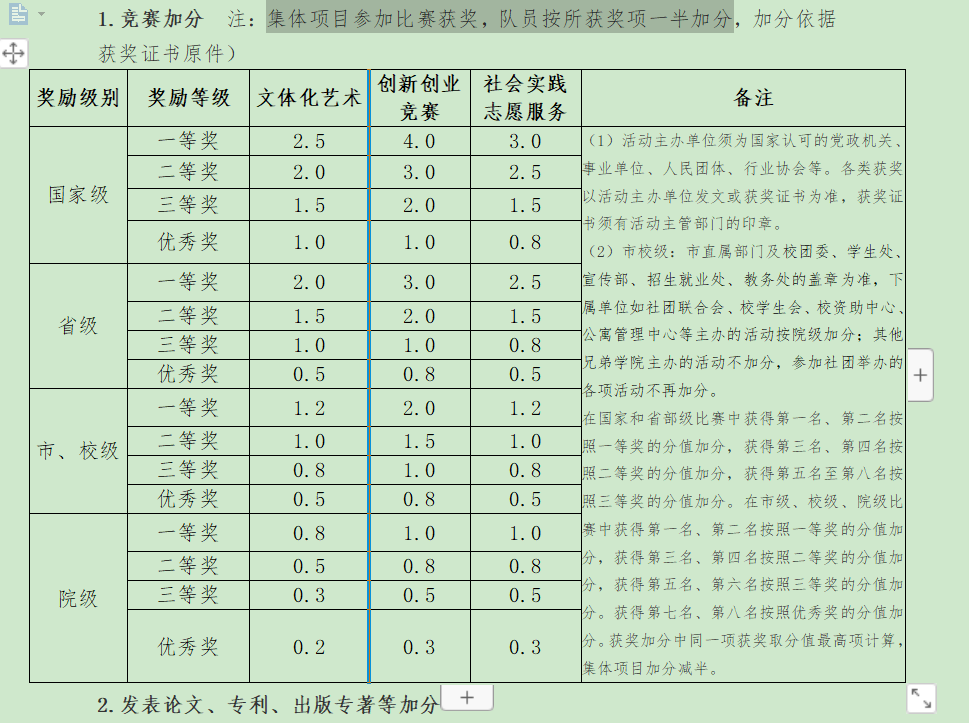 1.竞赛加分 注：集体项目参加比赛获奖，队员按所获奖项一半加分，加分依据
获奖证书原件）
奖励级别 奖励等级 文体化艺术 创新创业竞赛 社会实践志愿服务 备注
国家级 一等奖 2.5 4.0 3.0
二等奖 2.0 3.0 2.5
三等奖 1.5 2.0 1.5
优秀奖 1.0 1.0 0.8
省级 一等奖 2.0 3.0 2.5
二等奖 1.5 2.0 1.5
三等奖 1.0 1.0 0.8
优秀奖 0.5 0.8 0.5
市、校级 一等奖 1.2 2.0 1.2
二等奖 1.0 1.5 1.0
三等奖 0.8 1.0 0.8
优秀奖 0.5 0.8 0.5
院级 一等奖 0.8 1.0 1.0
二等奖 0.5 0.8 0.8
三等奖 0.3 0.5 0.5
优秀奖 0.2 0.3 0.3
（1）活动主办单位须为国家认可的党政机关、
事业单位、人民团体、行业协会等。各类获奖
以活动主办单位发文或获奖证书为准，获奖证
书须有活动主管部门的印章。
（2）市校级：市直属部门及校团委、学生处、
宣传部、招生就业处、教务处的盖章为准，下
属单位如社团联合会、校学生会、校资助中心、
公寓管理中心等主办的活动按院级加分；其他
兄弟学院主办的活动不加分，参加社团举办的
各项活动不再加分。
在国家和省部级比赛中获得第一名、第二名按
照一等奖的分值加分，获得第三名、第四名按
照二等奖的分值加分，获得第五名至第八名按
照三等奖的分值加分。在市级、校级、院级比
赛中获得第一名、第二名按照一等奖的分值加
分，获得第三名、第四名按照二等奖的分值加
分，获得第五名、第六名按照三等奖的分值加
分。获得第七名、第八名按照优秀奖的分值加
分。获奖加分中同一项获奖取分值最高项计算，
集体项目加分减半。
2.发表论文、专利、出版专著等加分